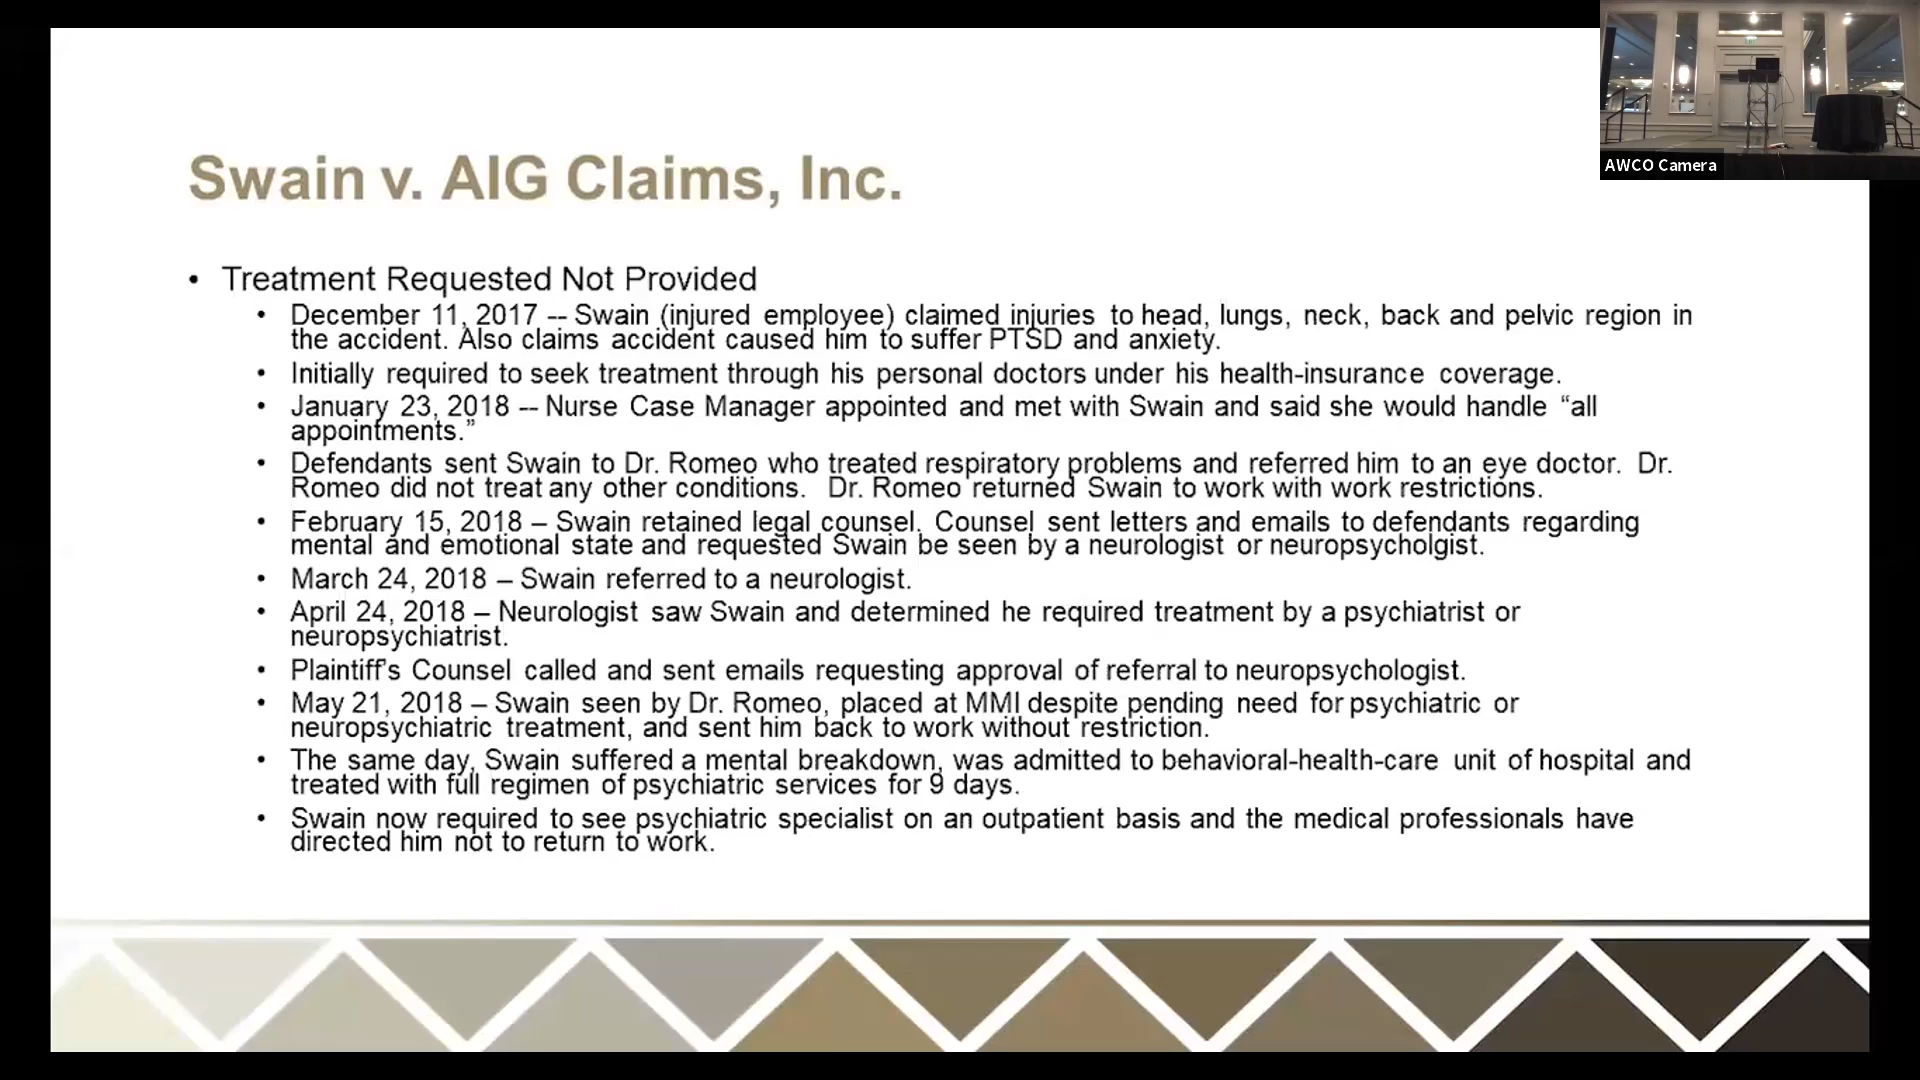 AWCO Camera
Swain v. AIG Claims, Inc.
• Treatment Requested Not Provided
• December 11, 2017 -- Swain (injured employee) claimed injuries to head, lungs, neck, back and pelvic region in
the accident. Also claims accident caused him to suffer PTSD and anxiety.
• Initially required to seek treatment through his personal doctors under his health-insurance coverage.
• January 23, 2018 -- Nurse Case Manager appointed and met with Swain and said she would handle “all
appointments.”
• Defendants sent Swain to Dr. Romeo who treated respiratory problems and referred him to an eye doctor. Dr.
Romeo did not treat any other conditions. Dr. Romeo returned Swain to work with work restrictions.
• February 15, 2018 – Swain retained legal counsel. Counsel sent letters and emails to defendants regarding
mental and emotional state and requested Swain be seen by a neurologist or neuropsycholgist.
• March 24, 2018 – Swain referred to a neurologist.
• April 24, 2018 – Neurologist saw Swain and determined he required treatment by a psychiatrist or
neuropsychiatrist.
• Plaintiff's Counsel called and sent emails requesting approval of referral to neuropsychologist.
• May 21, 2018 – Swain seen by Dr. Romeo, placed at MMI despite pending need for psychiatric or
neuropsychiatric treatment, and sent him back to work without restriction.
• The same day, Swain suffered a mental breakdown, was admitted to behavioral-health-care unit of hospital and
treated with full regimen of psychiatric services for 9 days.
• Swain now required to see psychiatric specialist on an outpatient basis and the medical professionals have
directed him not to return to work.